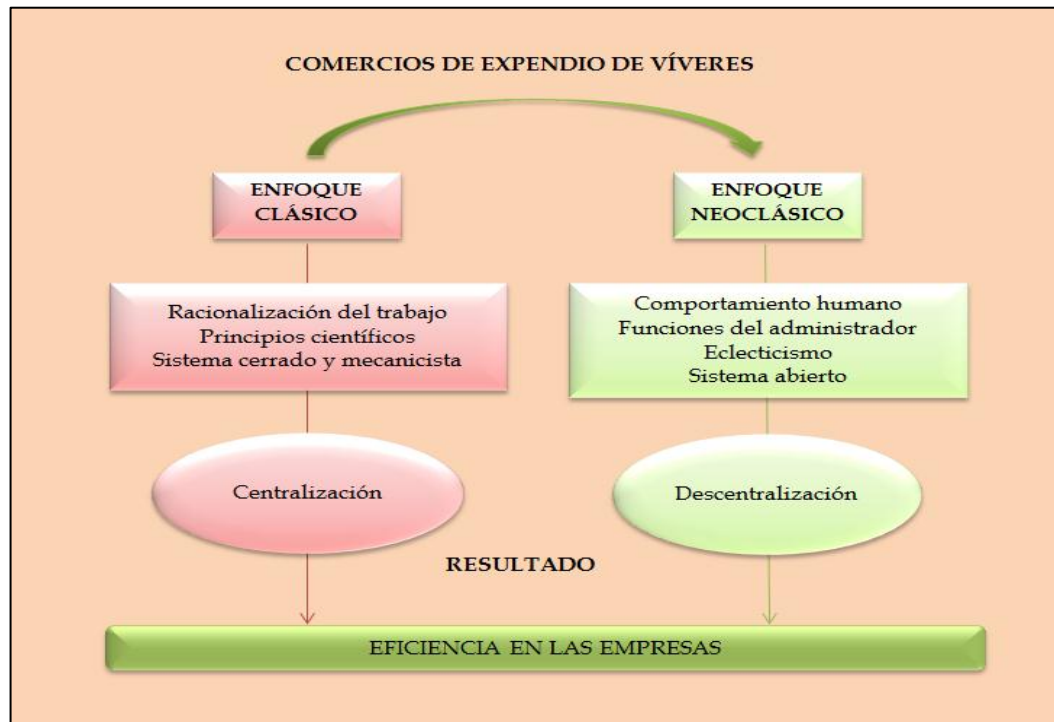 COMERCIOS DE EXPENDIO DE VÍVERES
ENFOQUE
CLÁSICO
ENFOQUE
NEOCLÁSICO
Racionalización del trabajo
Principios científicos
Sistema cerrado y mecanicista
Comportamiento humano
Funciones del administrador
Eclecticismo
Sistema abierto
Centralización
Descentralización
RESULTADO
EFICIENCIA EN LAS EMPRESAS